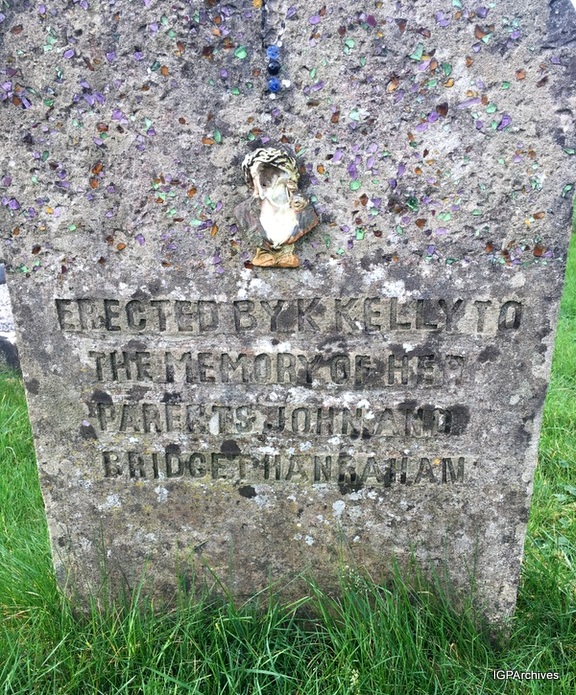 ERECTED BY K KELLY TO
THE MEMORY OF HER
PARENTS JOHN AND
BRIDGET HANRAHAM
IGPArchives